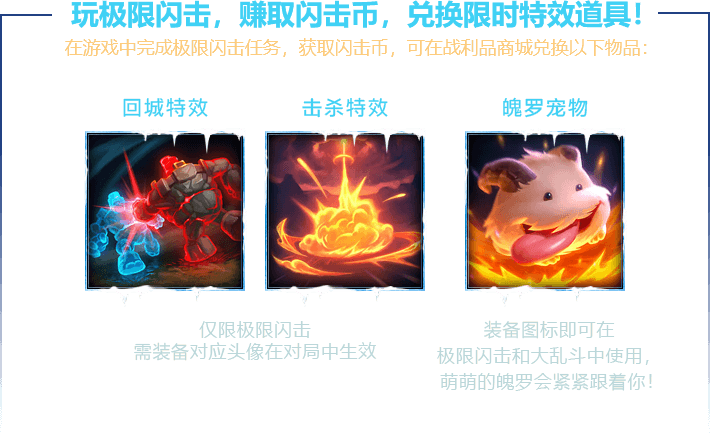 玩极限闪击，赚取闪击币，兑换限时特效道具！
在游戏中完成极限闪击任务，获取闪击币，可在战利品商城兑换以下物品：
回城特效
击杀特效
魄罗宠物
仅限极限闪击
需装备对应头像在对局中生效
装备图标即可在
极限闪击和大乱斗中使用，
萌萌的魄罗会紧紧跟着你！